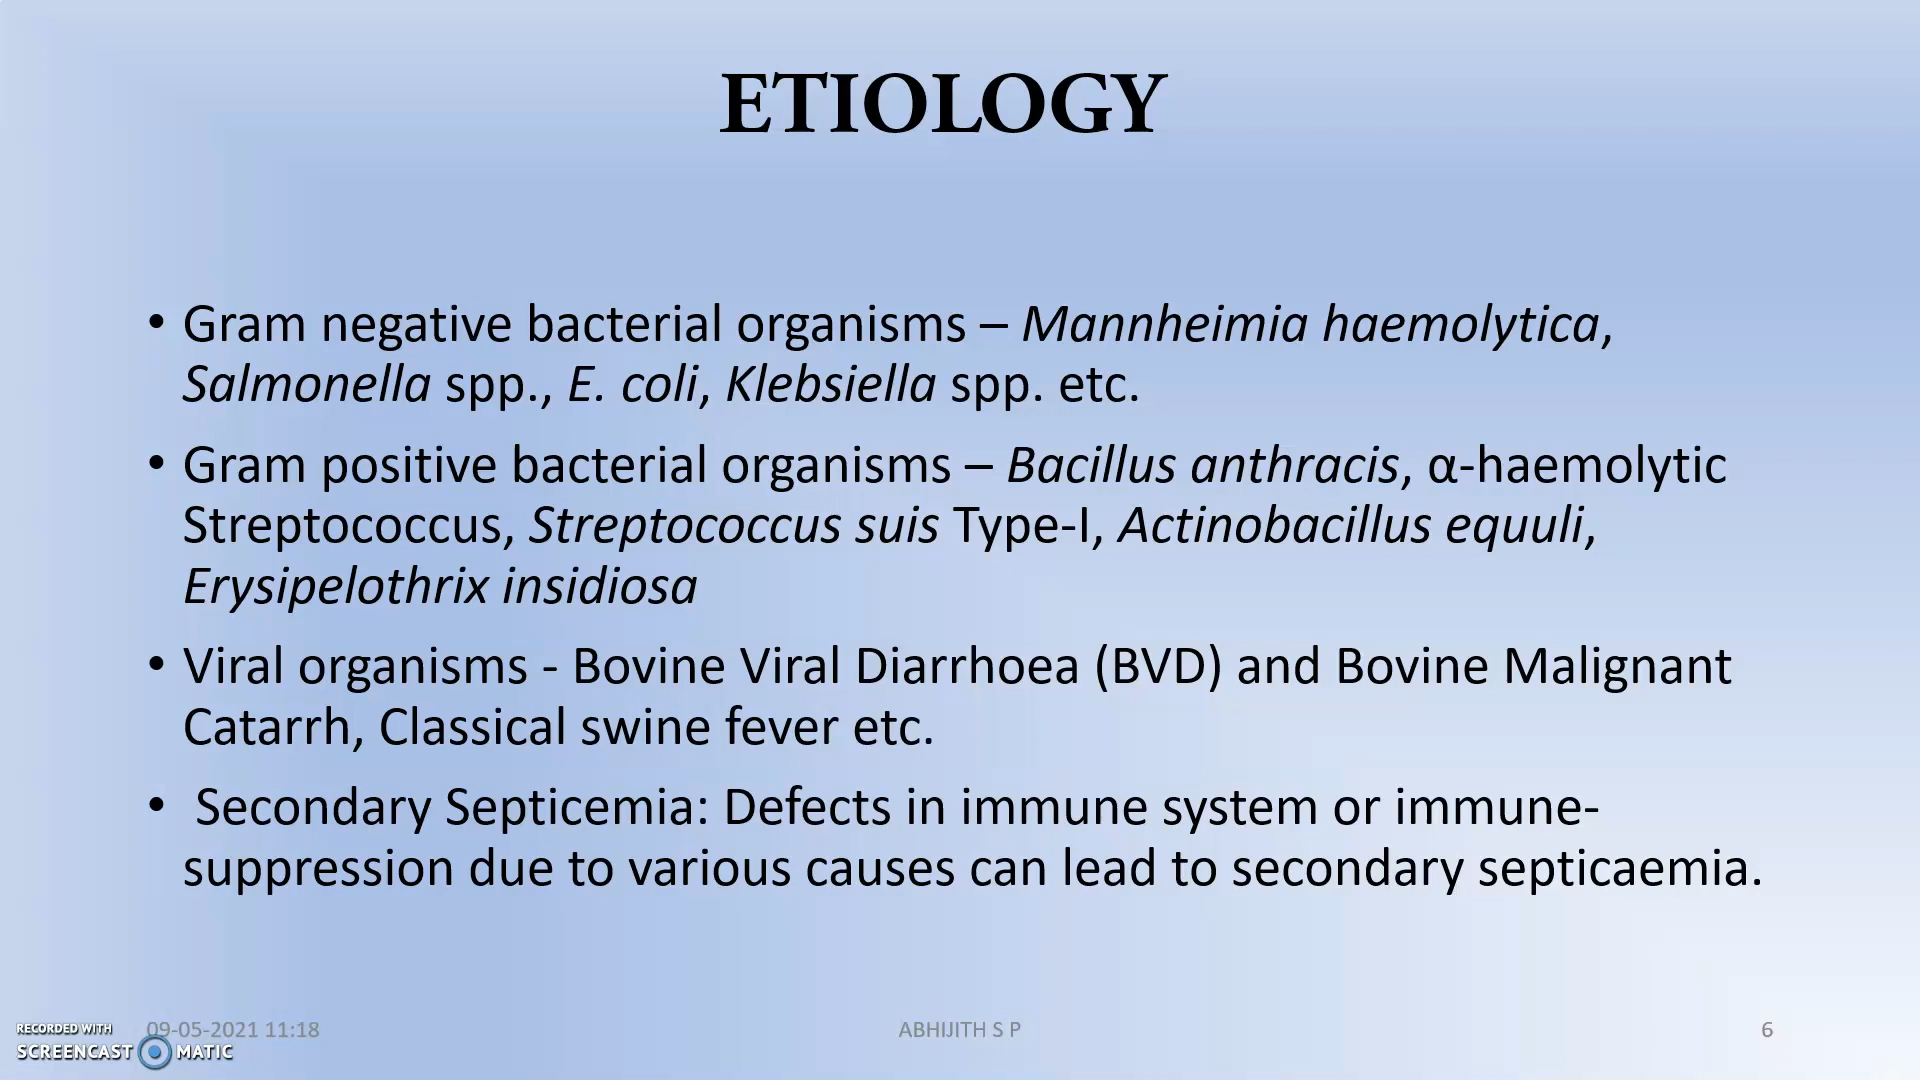 ETIOLOGY
• Gram negative bacterial organisms – Mannheimia haemolytica,
Salmonella spp., E. coli, Klebsiella spp. etc.
• Gram positive bacterial organisms – Bacillus anthracis, α-haemolytic
Streptococcus, Streptococcus suis Type-I, Actinobacillus equuli,
Erysipelothrix insidiosa
• Viral organisms - Bovine Viral Diarrhoea (BVD) and Bovine Malignant
Catarrh, Classical swine fever etc.
• Secondary Septicemia: Defects in immune system or immune-
suppression due to various causes can lead to secondary septicaemia.
RECORDED WITH
SCREENCAST MATIC
09-05-2021 11:18
ABHIJITH S P
6